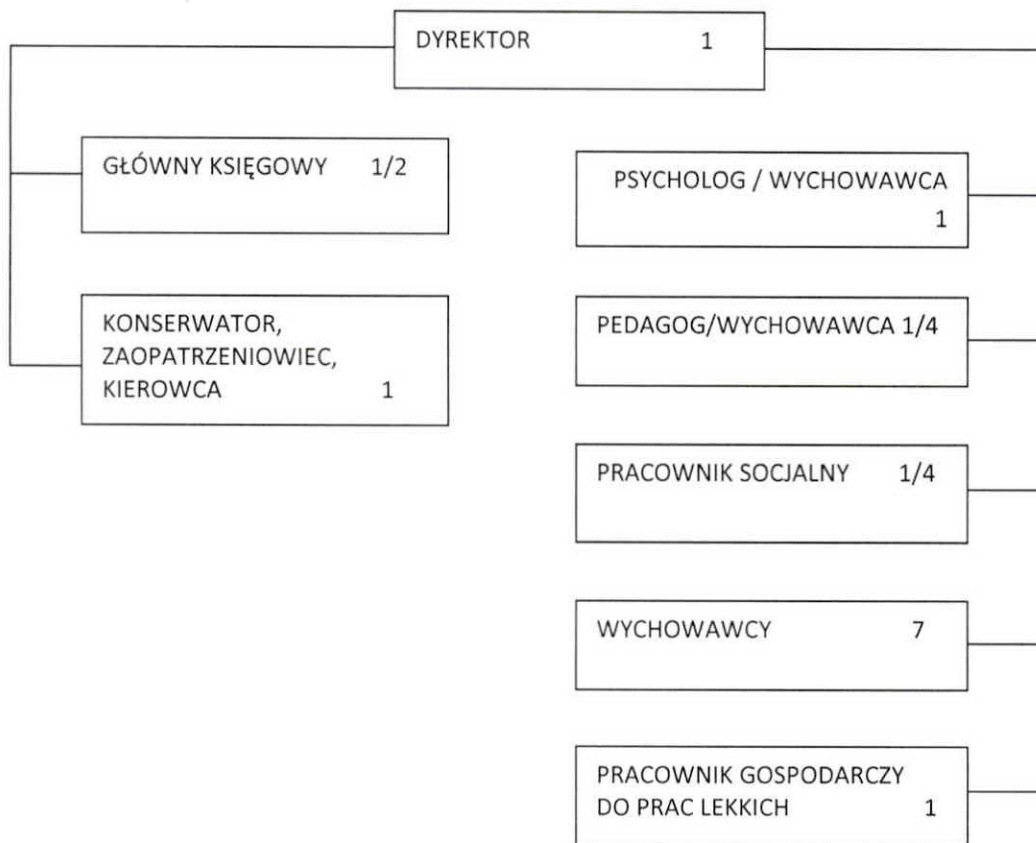 DYREKTOR 1
GŁÓWNY KSIĘGOWY 1/2
KONSERWATOR,
ZAOPATRZENIOWIEC,
KIEROWCA 1
PSYCHOLOG / WYCHOWAWCA
1
PEDAGOG/WYCHOWAWCA 1/4
PRACOWNIK SOCJALNY 1/4
WYCHOWAWCY 7
PRACOWNIK GOSPODARCZY
DO PRAC LEKKICH 1